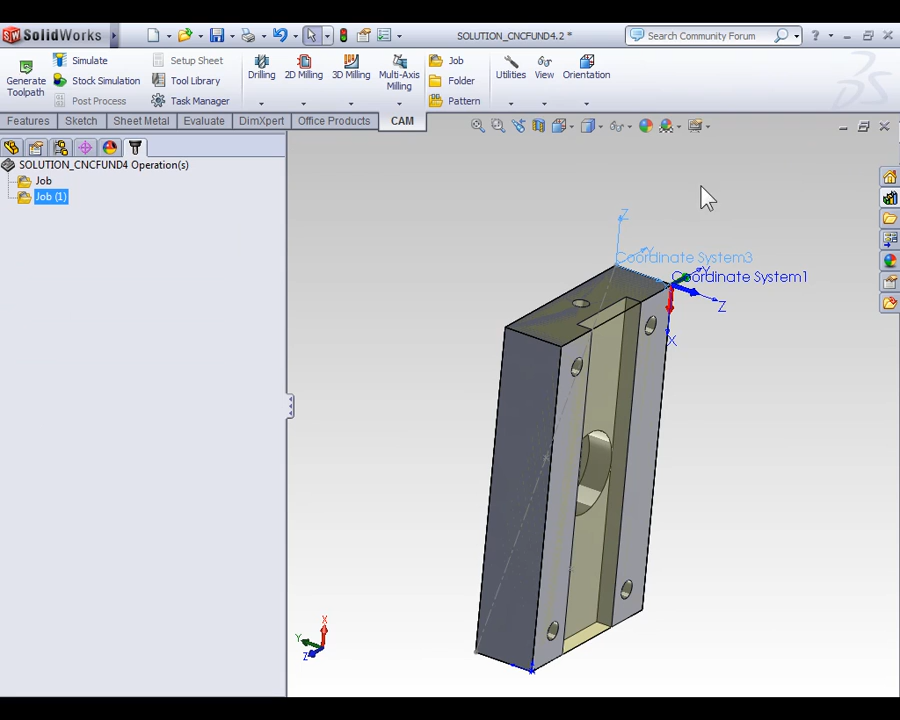 SolidWorks
SOLUTION_CNCFUND4.2 *
Search Community Forum
Generate Toolpath
Simulate
Stock Simulation
Post Process
Setup Sheet
Tool Library
Task Manager
Drilling
2D Milling
3D Milling
Multi-Axis Milling
Job
Folder
Pattern
Utilities
View
Orientation
Features
Sketch
Sheet Metal
Evaluate
DimXpert
Office Products
CAM
SOLUTION_CNCFUND4 Operation(s)
Job
Job (1)
Z
Y
Coordinate System3
Y
Coordinate System1
Z
X
X
Y
Z